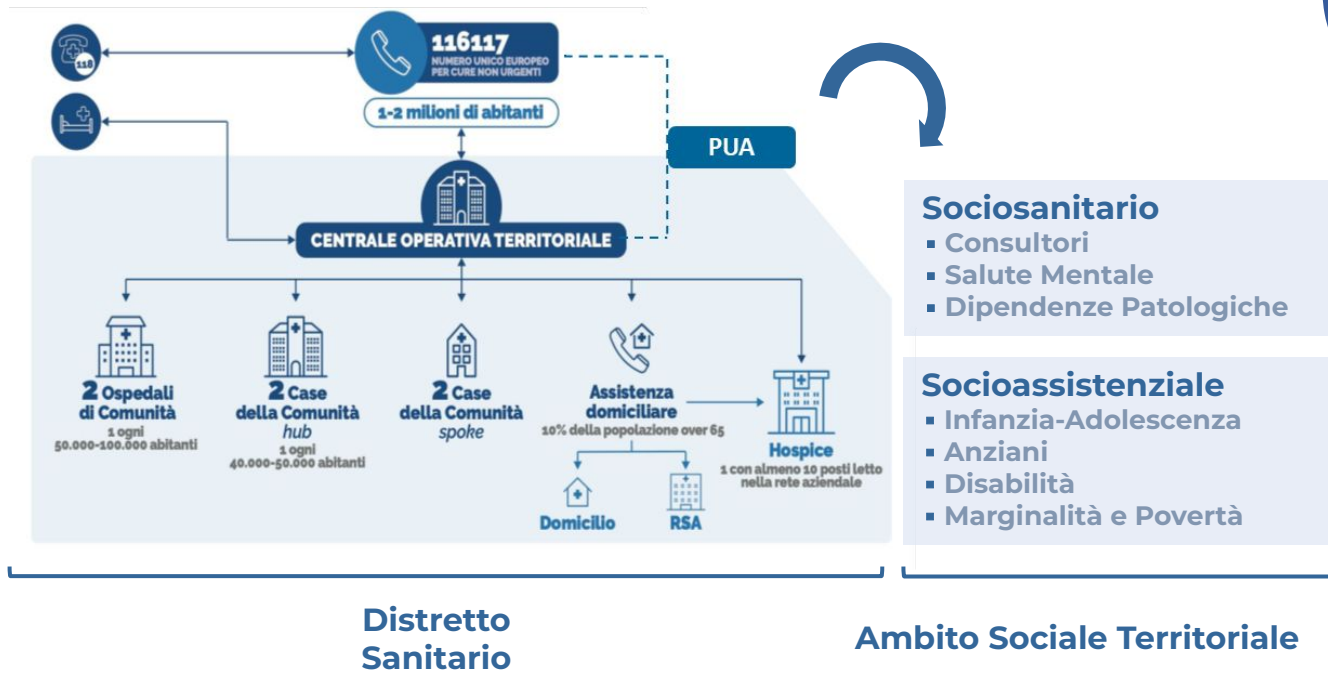 118
116117
NUMERO UNICO EUROPEO
PER CURE NON URGENTI
1-2 milioni di abitanti
PUA
CENTRALE OPERATIVA TERRITORIALE
2 Ospedali
di Comunità
1 ogni
50.000-100.000 abitanti
2 Case
della Comunità
hub
1 ogni
40.000-50.000 abitanti
2 Case
della Comunità
spoke
Assistenza
domiciliare
10% della popolazione over 65
Domicilio
RSA
Hospice
1 con almeno 10 posti letto
nella rete aziendale
Sociosanitario
▪ Consultori
▪ Salute Mentale
▪ Dipendenze Patologiche
Socioassistenziale
▪ Infanzia-Adolescenza
▪ Anziani
▪ Disabilità
▪ Marginalità e Povertà
Distretto
Sanitario
Ambito Sociale Territoriale